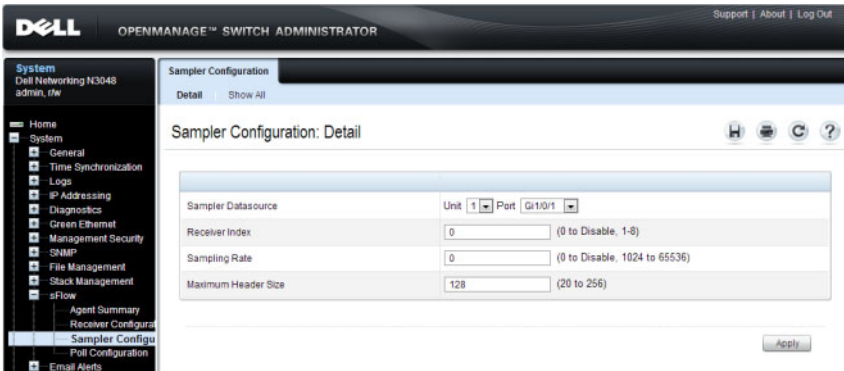 Support | About | Log Out
DELL
OPENMANAGE™ SWITCH ADMINISTRATOR
System
Dell Networking N3048
admin, r/w
Home
System
General
Time Synchronization
Logs
IP Addressing
Diagnostics
Green Ethernet
Management Security
SNMP
File Management
Stack Management
sFlow
Agent Summary
Receiver Configurat
Sampler Configu
Poll Configuration
Email Alerts
Sampler Configuration
Detail Show All
Sampler Configuration: Detail
?
Sampler Datasource Unit 1 Port Gi1/0/1
Receiver Index 0 (0 to Disable, 1-8)
Sampling Rate 0 (0 to Disable, 1024 to 65536)
Maximum Header Size 128 (20 to 256)
Apply